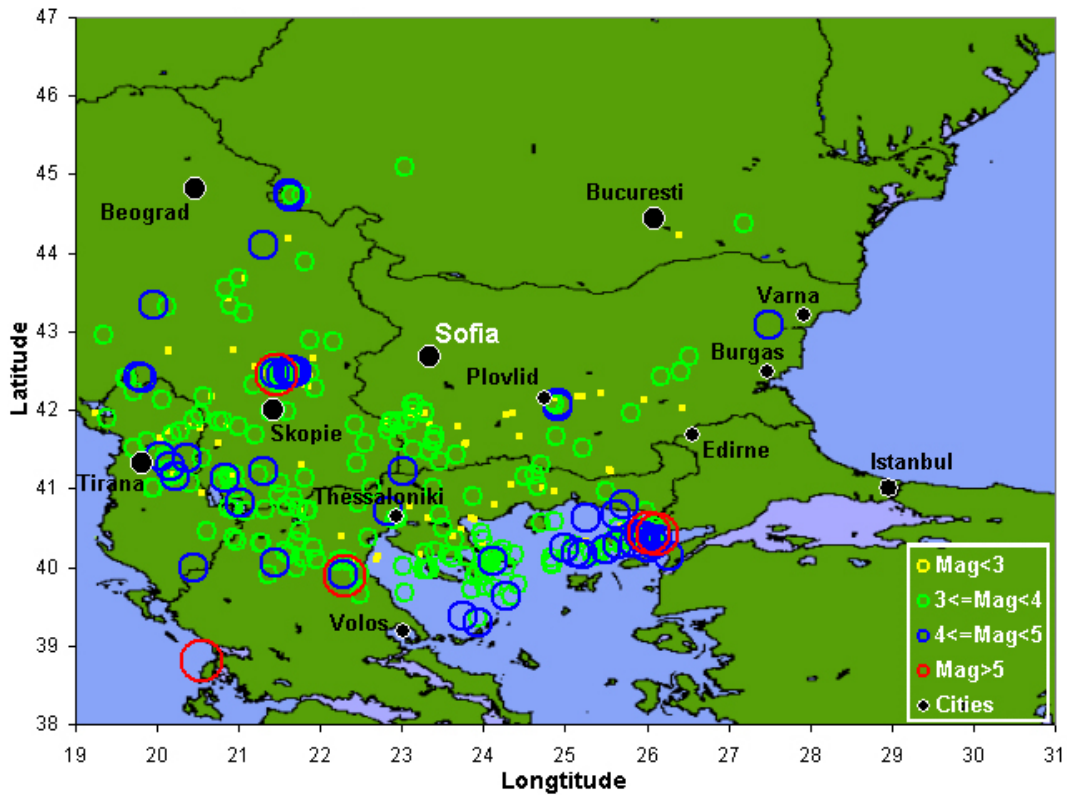 47
46
45
44
43
42
41
40
39
38
Latitude
Beograd
Bucuresti
Varna
Sofia
Burgas
Plovlid
Skopie
Edirne
Istanbul
Tirana
Thessaloniki
Volos
Mag<3
3<=Mag<4
4<=Mag<5
Mag>5
Cities
19 20 21 22 23 24 25 26 27 28 29 30 31
Longtitude